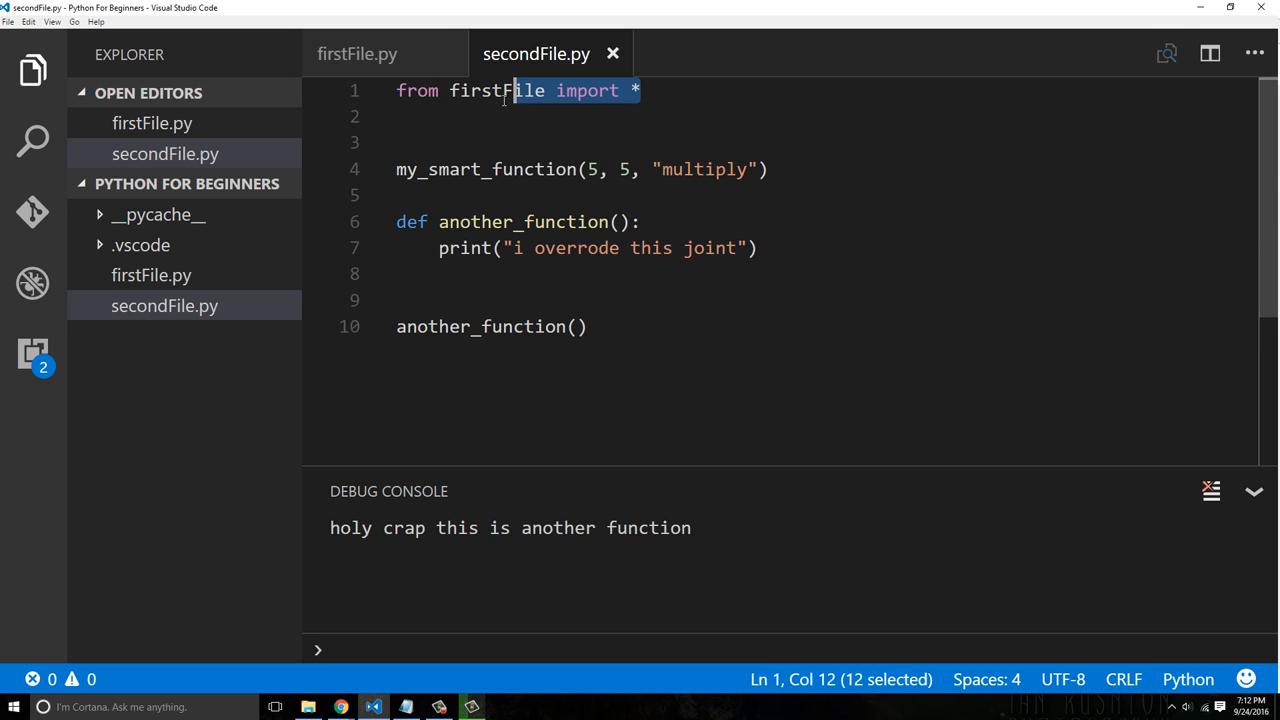 secondFile.py - Python For Beginners - Visual Studio Code
File Edit View Go Help
EXPLORER
OPEN EDITORS
firstFile.py
secondFile.py
PYTHON FOR BEGINNERS
__pycache__
.vscode
firstFile.py
secondFile.py
2
firstFile.py secondFile.py
1 from firstFile import *
2
3
4 my_smart_function(5, 5, "multiply")
5
6 def another_function():
7 print("i overrode this joint")
8
9
10 another_function()
DEBUG CONSOLE
holy crap this is another function
0 0 Ln 1, Col 12 (12 selected) Spaces: 4 UTF-8 CRLF Python
I'm Cortana. Ask me anything.
7:12 PM
9/24/2016